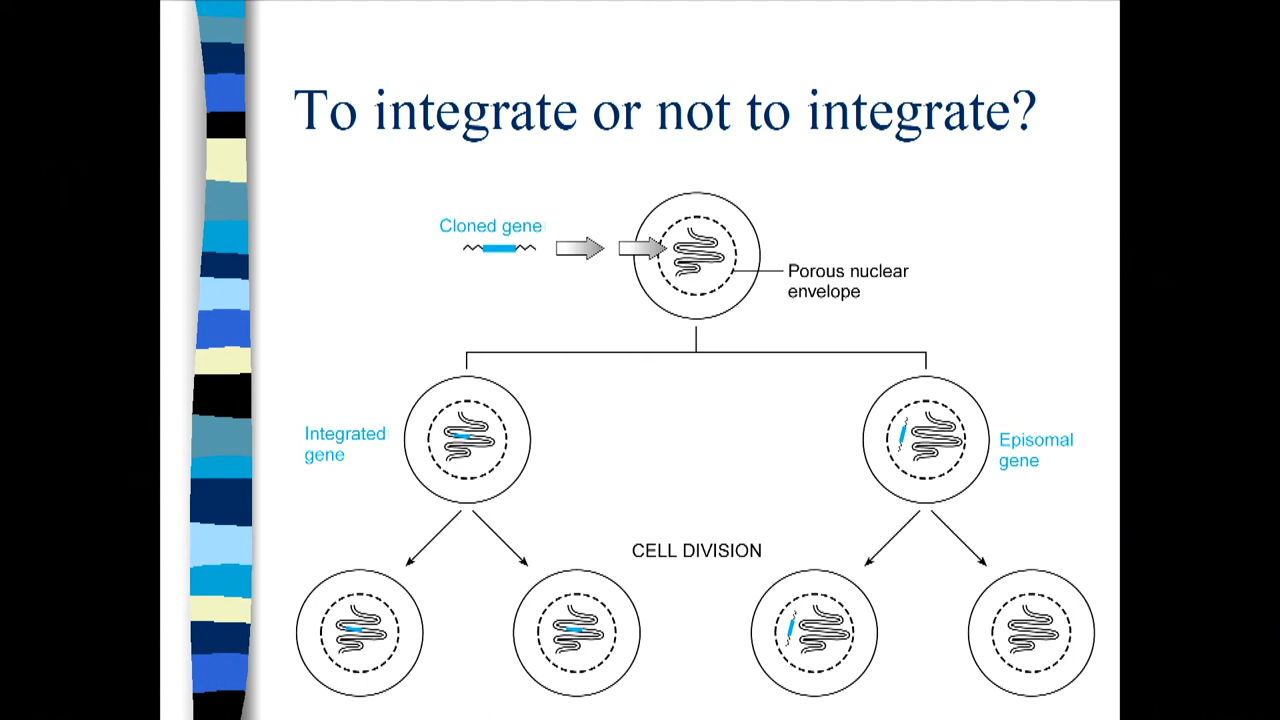 To integrate or not to integrate?
Cloned gene
Porous nuclear
envelope
Integrated
gene
Episomal
gene
CELL DIVISION